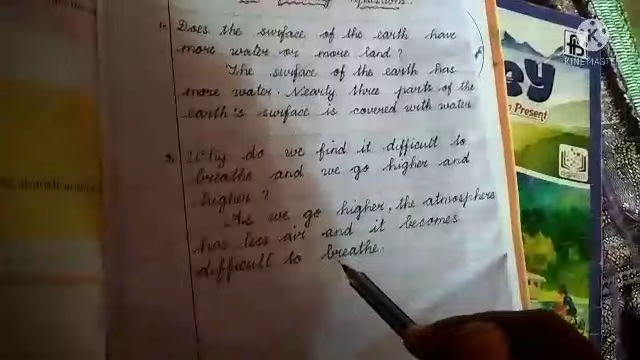 1. Does the surface of the earth have
more water or more land?
The surface of the earth has
more water. Nearly three parts of the
earth's surface is covered with water
2. Why do we find it difficult to
breathe and we go higher and
higher?
As we go higher, the atmosphere
has less air and it becomes
difficult to breathe.
ey
Present
KINEMASTER